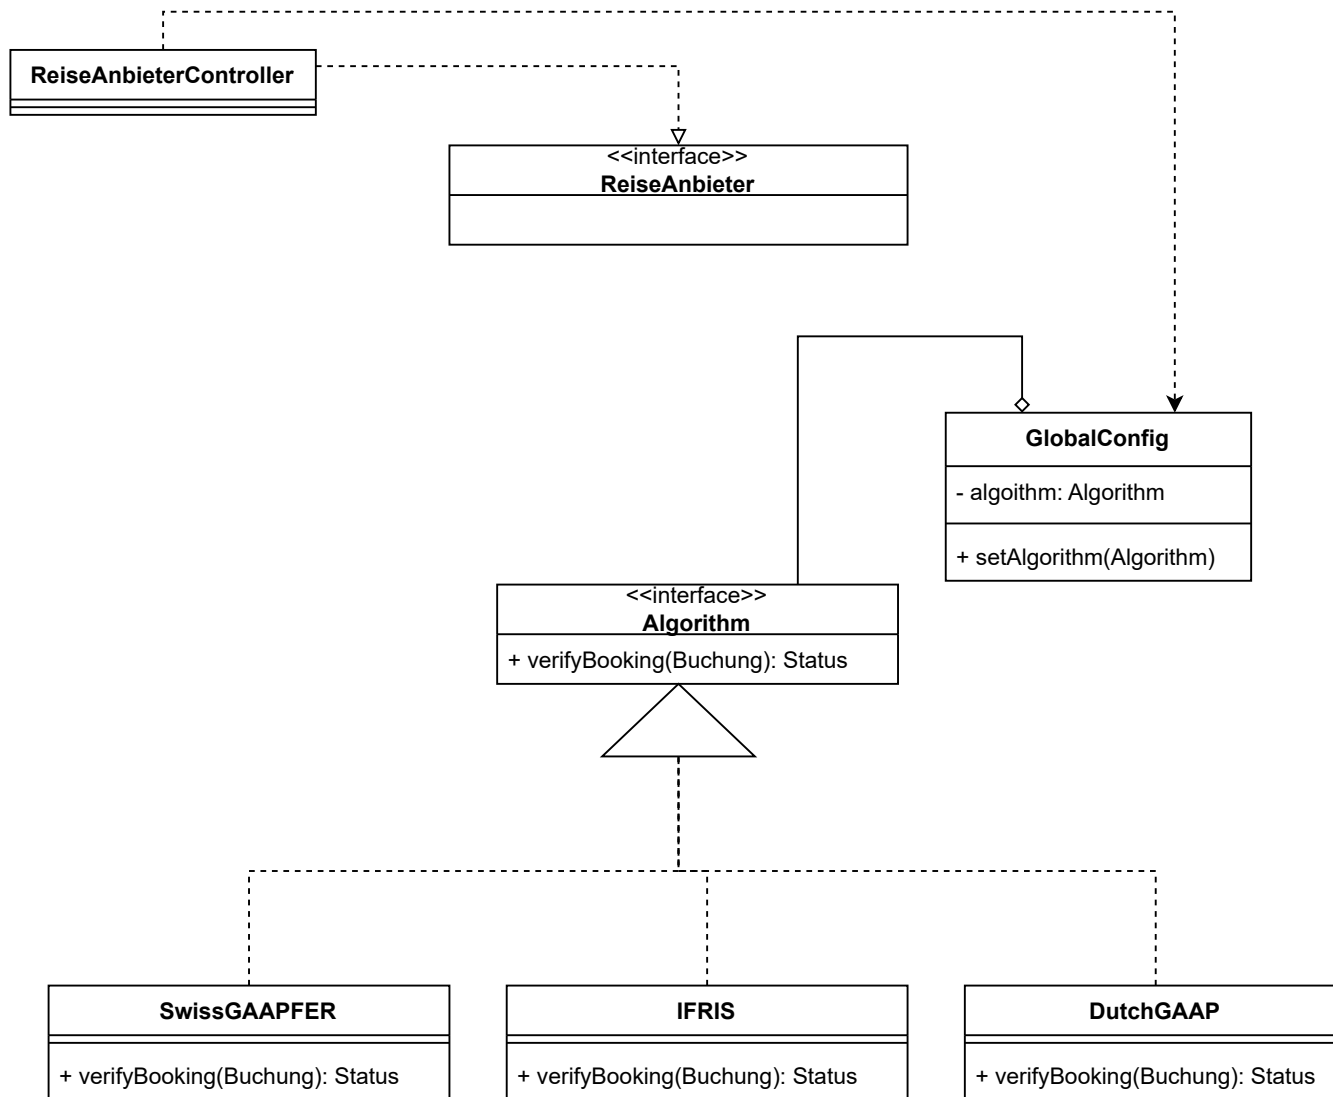 ReiseAnbieterController
<<interface>>
ReiseAnbieter
GlobalConfig
- algoithm: Algorithm
+ setAlgorithm(Algorithm)
<<interface>>
Algorithm
+ verifyBooking(Buchung): Status
SwissGAAPFER
+ verifyBooking(Buchung): Status
IFRIS
+ verifyBooking(Buchung): Status
DutchGAAP
+ verifyBooking(Buchung): Status